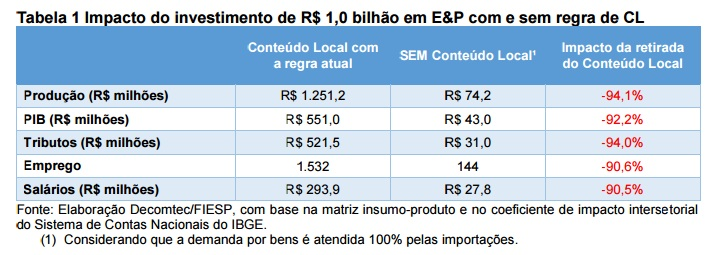 Tabela 1 Impacto do investimento de R$ 1,0 bilhão em E&P com e sem regra de CL
Conteúdo Local com a regra atual SEM Conteúdo Local¹ Impacto da retirada do Conteúdo Local
Produção (R$ milhões) R$ 1.251,2 R$ 74,2 -94,1%
PIB (R$ milhões) R$ 551,0 R$ 43,0 -92,2%
Tributos (R$ milhões) R$ 521,5 R$ 31,0 -94,0%
Emprego 1.532 144 -90,6%
Salários (R$ milhões) R$ 293,9 R$ 27,8 -90,5%
Fonte: Elaboração Decomtec/FIESP, com base na matriz insumo-produto e no coeficiente de impacto intersetorial
do Sistema de Contas Nacionais do IBGE.
(1) Considerando que a demanda por bens é atendida 100% pelas importações.